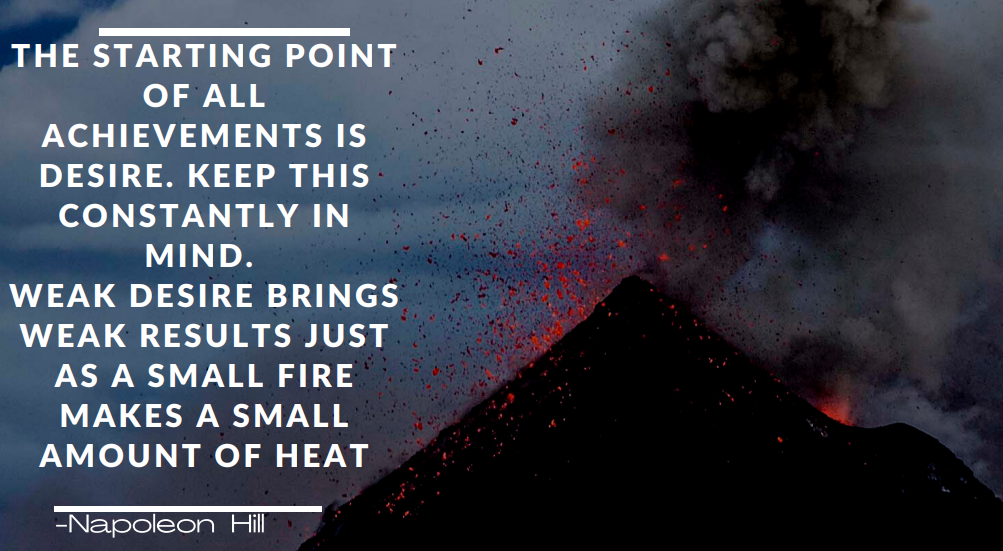 THE STARTING POINT
OF ALL
ACHIEVEMENTS IS
DESIRE. KEEP THIS
CONSTANTLY IN
MIND.
WEAK DESIRE BRINGS
WEAK RESULTS JUST
AS A SMALL FIRE
MAKES A SMALL
AMOUNT OF HEAT
-Napoleon Hill